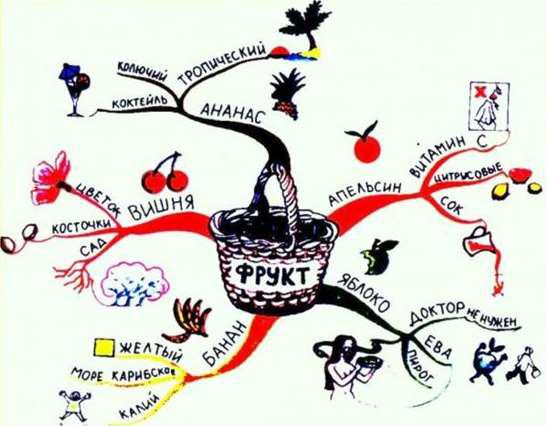 КОЛЮЧИЙ
ТРОПИЧЕСКИЙ
КОКТЕЙЛЬ
АНАНАС
ВИТАМИН С
ЦИТРУСОВЫЕ
СОК
АПЕЛЬСИН
ЦВЕТОК
КОСТОЧКИ
САД
ВИШНЯ
ФРУКТ
ЯБЛОКО
ДОКТОР НЕ НУЖЕН
ЕВА
ПИРОГ
БАНАН
ЖЕЛТЫЙ
МОРЕ КАРИБСКОЕ
КАЛИЙ